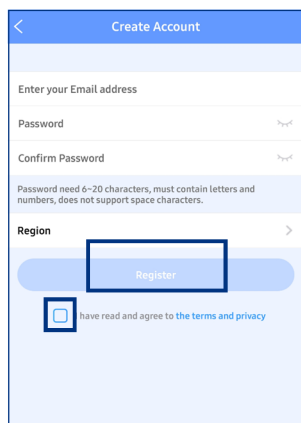 Create Account
Enter your Email address
Password
Confirm Password
Password need 6~20 characters, must contain letters and
numbers, does not support space characters.
Region
Register
have read and agree to the terms and privacy